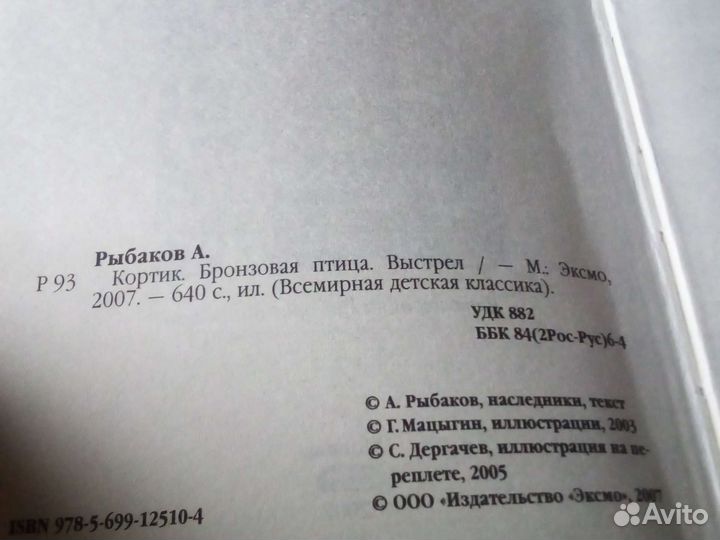 Рыбаков А.
Р 93 Кортик. Бронзовая птица. Выстрел / — М.: Эксмо,
2007. — 640 с., ил. (Всемирная детская классика).
УДК 882
ББК 84(2Рос-Рус)6-4
© А. Рыбаков, наследники, текст
© Г. Мацыгин, иллюстрации, 2003
© С. Дергачев, иллюстрация на пе-
реплете, 2005
© ООО «Издательство «Эксмо», 2007
ISBN 978-5-699-12510-4
Avito